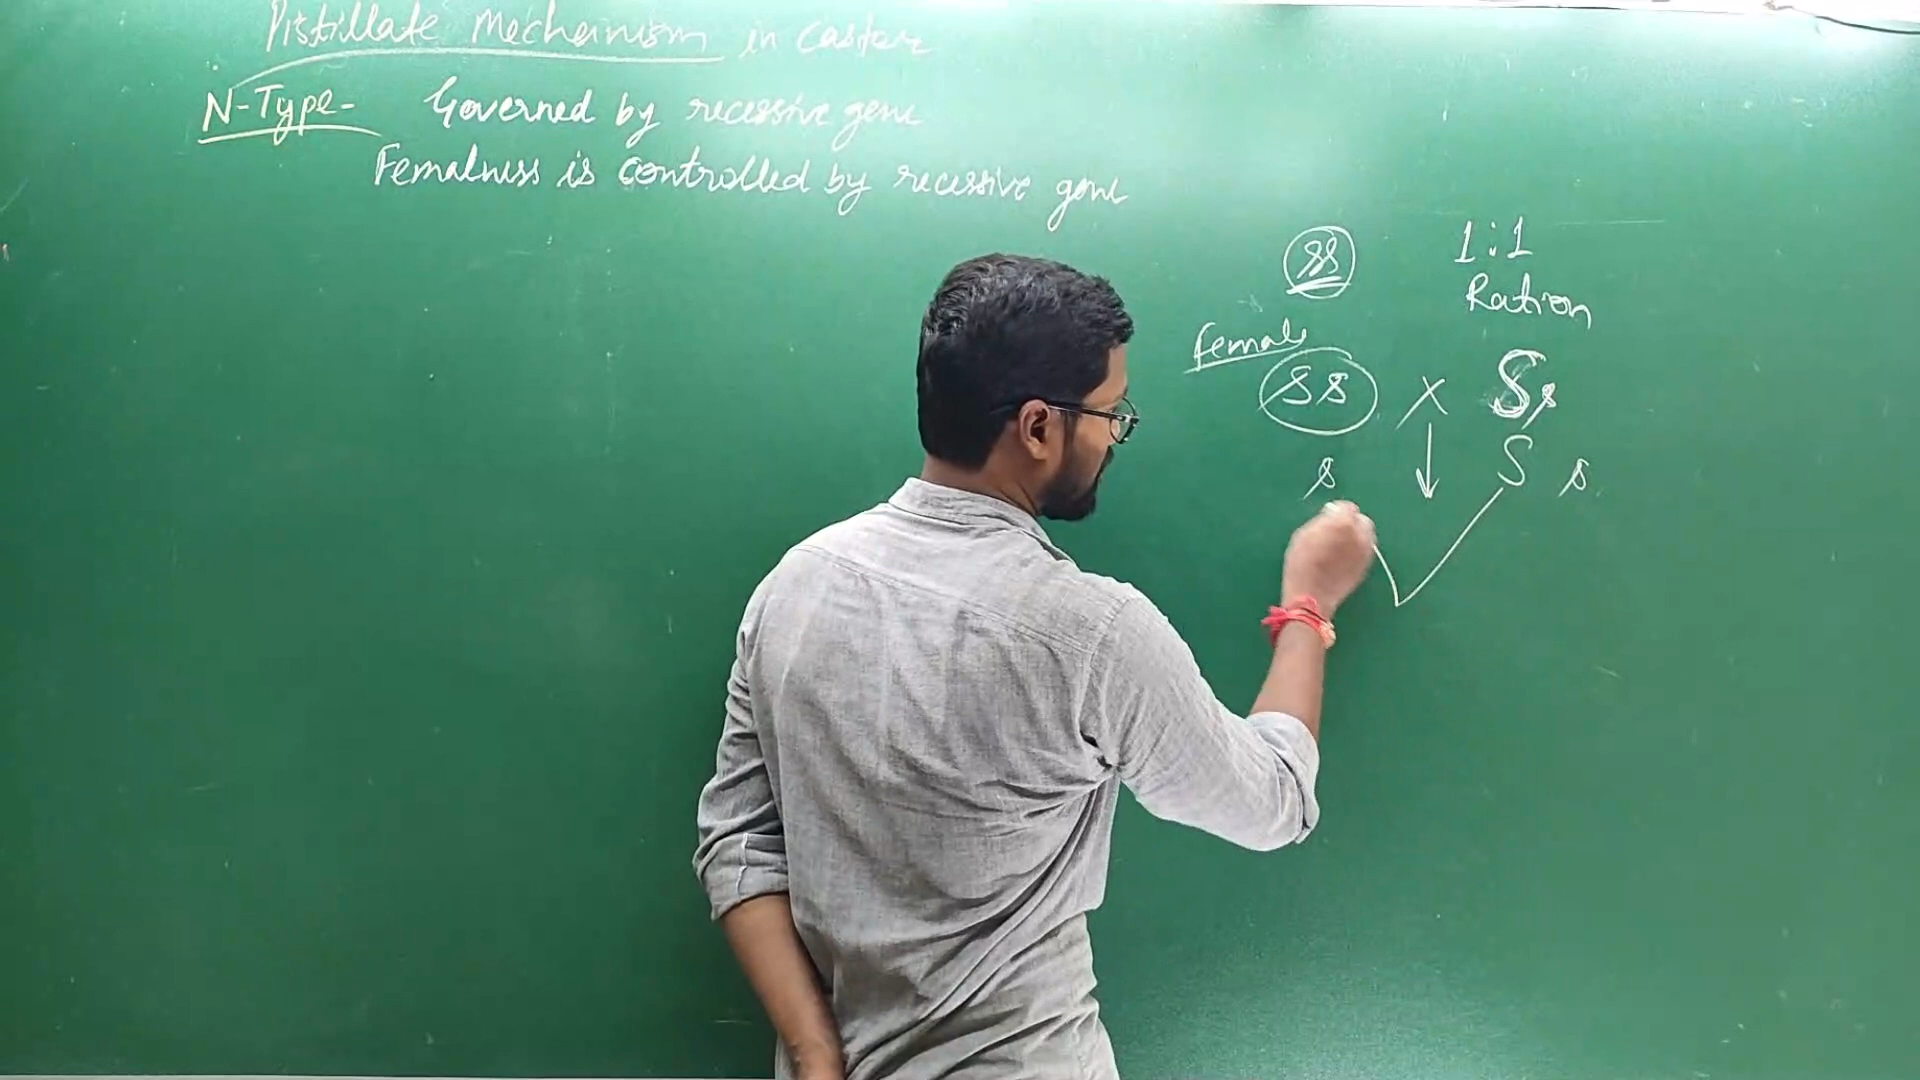 Pistillate Mechanism in castor
N-Type- Governed by recessive gene
Femalness is controlled by recessive gene
ss 1:1
Ration
Female
ss X Ss
s S s